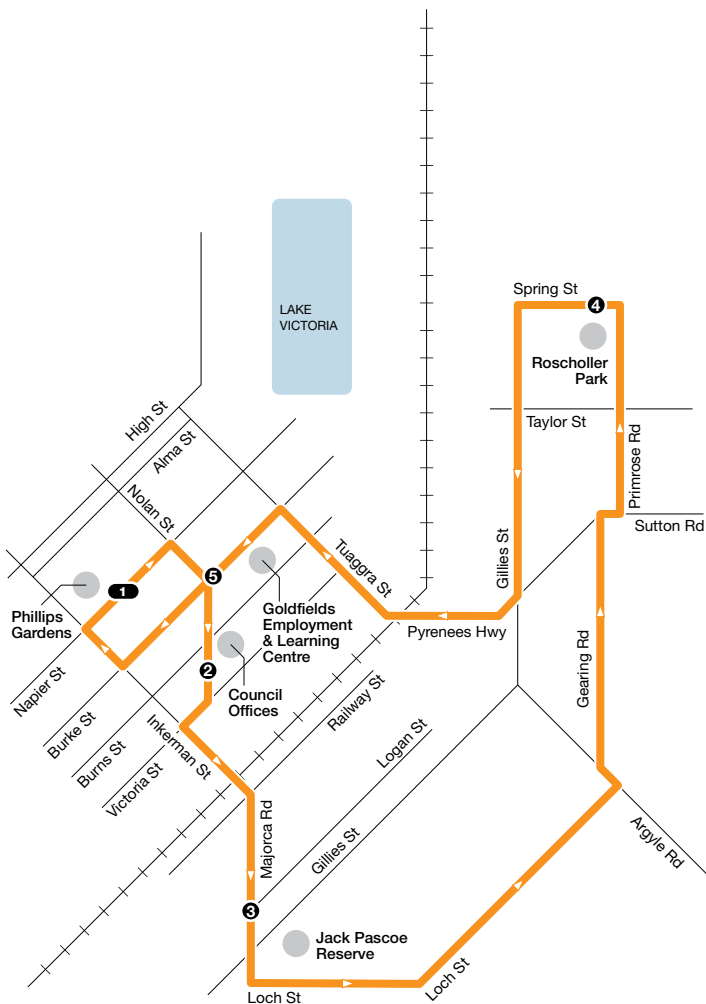 Spring St
4
LAKE
VICTORIA
Roscholler
Park
High St
Taylor St
Alma St
Primrose Rd
Nolan St
Sutton Rd
Tuaggra St
Gillies St
5
1
Phillips
Gardens
Goldfields
Employment
& Learning
Centre
Pyrenees Hwy
2
Council
Offices
Gearing Rd
Napier St
Burke St
Burns St
Victoria St
Inkerman St
Railway St
Logan St
Majorca Rd
Gillies St
Argyle Rd
3
Jack Pascoe
Reserve
Loch St
Loch St